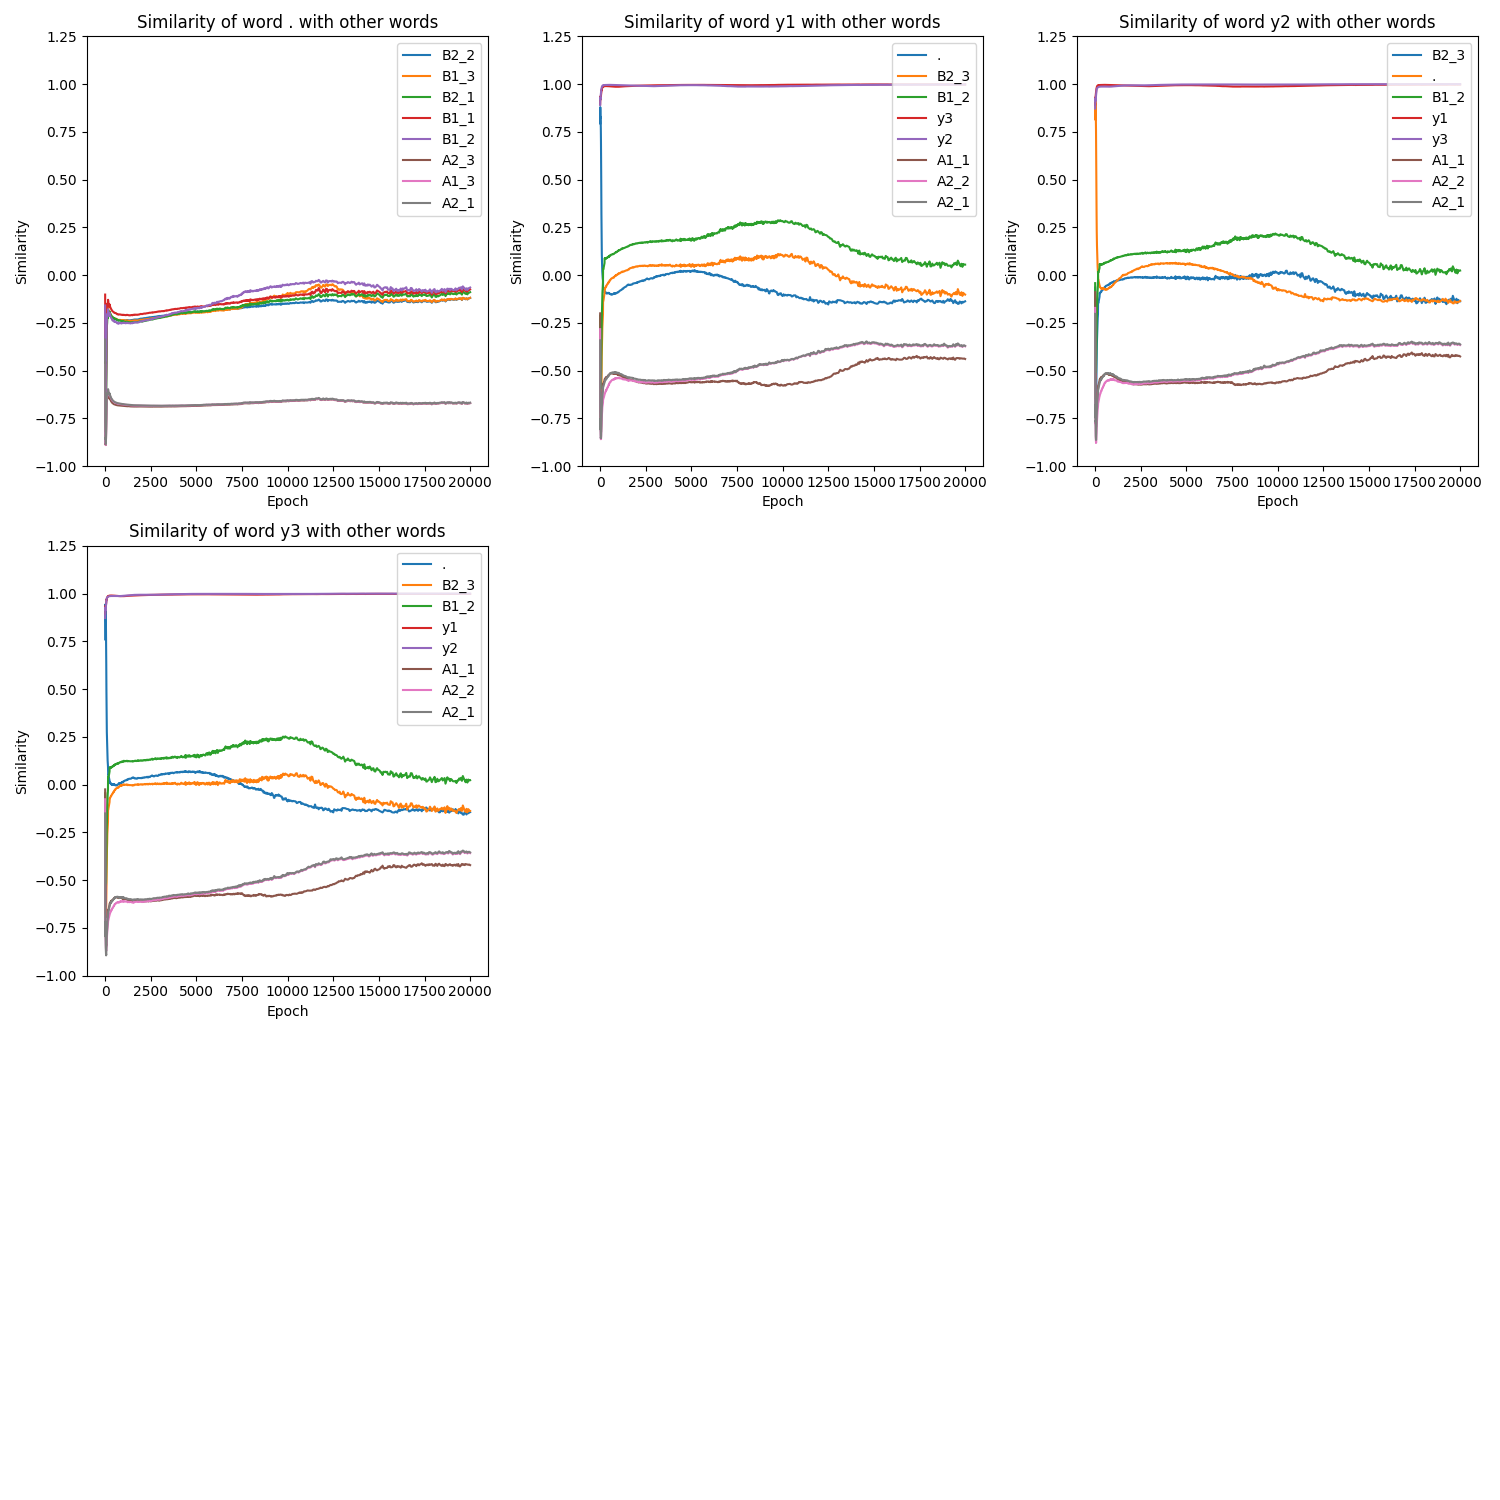 Similarity of word . with other words
1.25
1.00
0.75
0.50
0.25
0.00
−0.25
−0.50
−0.75
−1.00
Similarity
0 2500 5000 7500 10000 12500 15000 17500 20000
Epoch
B2_2
B1_3
B2_1
B1_1
B1_2
A2_3
A1_3
A2_1
Similarity of word y1 with other words
1.25
1.00
0.75
0.50
0.25
0.00
−0.25
−0.50
−0.75
−1.00
Similarity
0 2500 5000 7500 10000 12500 15000 17500 20000
Epoch
.
B2_3
B1_2
y3
y2
A1_1
A2_2
A2_1
Similarity of word y2 with other words
1.25
1.00
0.75
0.50
0.25
0.00
−0.25
−0.50
−0.75
−1.00
Similarity
0 2500 5000 7500 10000 12500 15000 17500 20000
Epoch
B2_3
.
B1_2
y1
y3
A1_1
A2_2
A2_1
Similarity of word y3 with other words
1.25
1.00
0.75
0.50
0.25
0.00
−0.25
−0.50
−0.75
−1.00
Similarity
0 2500 5000 7500 10000 12500 15000 17500 20000
Epoch
.
B2_3
B1_2
y1
y2
A1_1
A2_2
A2_1